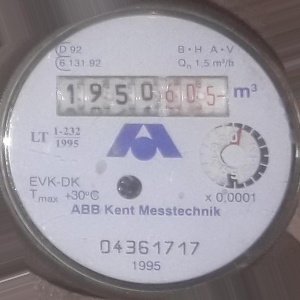 D 92
6.131.92
B • H A • V
Qn 1,5 m³/h
1950605 m³
LT 1-232
1995
EVK-DK
Tmax +30°C
x 0,0001
ABB Kent Messtechnik
04361717
1995